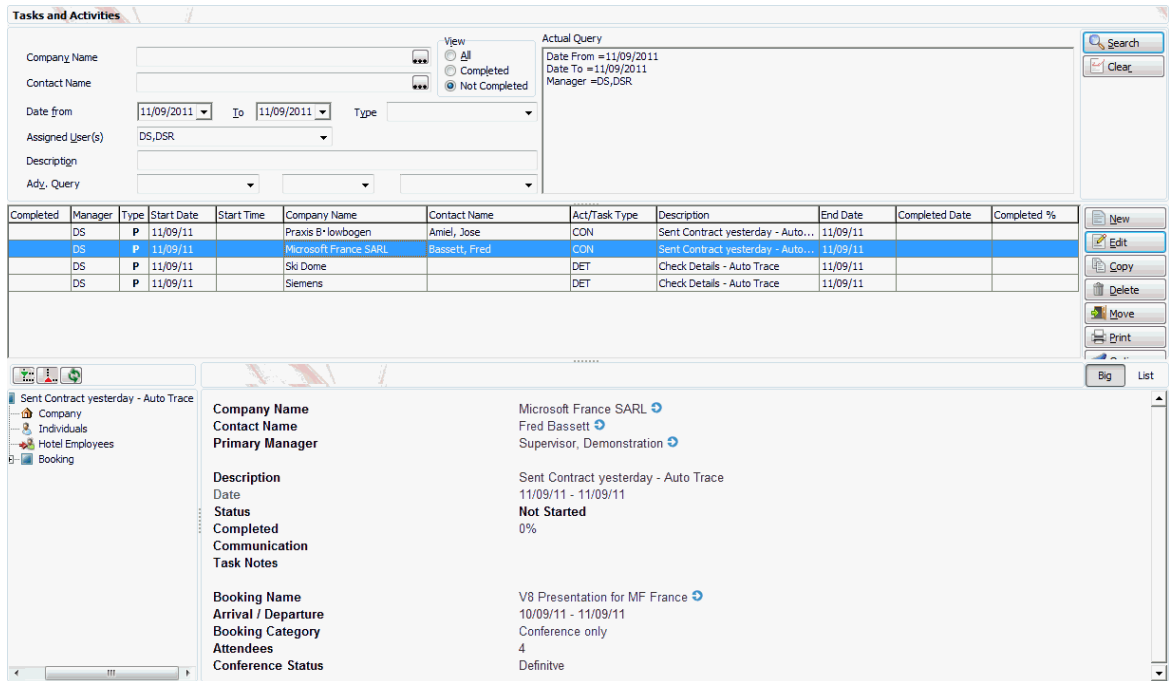 Tasks and Activities
Company Name
Contact Name
Date from 11/09/2011 To 11/09/2011 Type
Assigned User(s) DS,DSR
Description
Adv. Query
View
All
Completed
Not Completed
Actual Query
Date From =11/09/2011
Date To =11/09/2011
Manager =DS,DSR
Search
Clear
Completed Manager Type Start Date Start Time Company Name Contact Name Act/Task Type Description End Date Completed Date Completed %
DS P 11/09/11 Praxis B•lowbogen Amiel, Jose CON Sent Contract yesterday - Auto... 11/09/11
DS P 11/09/11 Microsoft France SARL Bassett, Fred CON Sent Contract yesterday - Auto... 11/09/11
DS P 11/09/11 Ski Dome DET Check Details - Auto Trace 11/09/11
DS P 11/09/11 Siemens DET Check Details - Auto Trace 11/09/11
New
Edit
Copy
Delete
Move
Print
Big List
Sent Contract yesterday - Auto Trace
Company
Individuals
Hotel Employees
Booking
Company Name Microsoft France SARL
Contact Name Fred Bassett
Primary Manager Supervisor, Demonstration
Description Sent Contract yesterday - Auto Trace
Date 11/09/11 - 11/09/11
Status Not Started
Completed 0%
Communication
Task Notes
Booking Name V8 Presentation for MF France
Arrival / Departure 10/09/11 - 11/09/11
Booking Category Conference only
Attendees 4
Conference Status Definitve